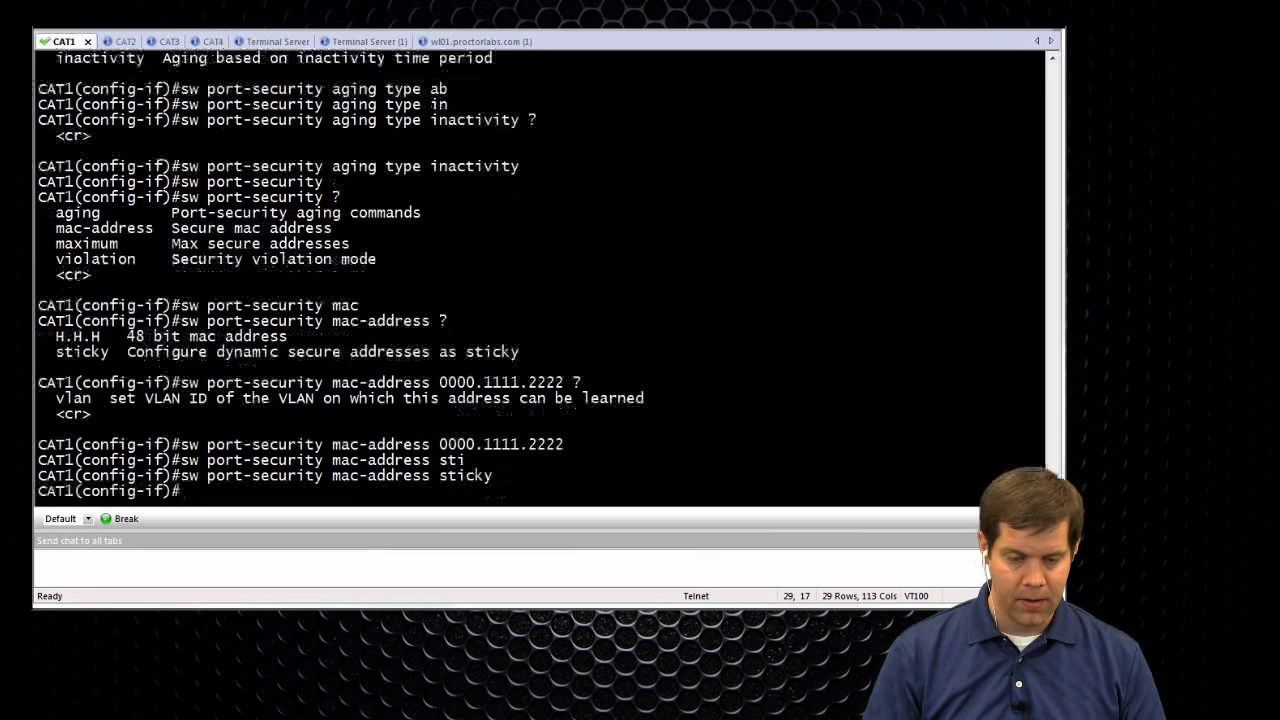 CAT1 CAT2 CAT3 CAT4 Terminal Server Terminal Server (1) wl01.proctorlabs.com (1)
inactivity  Aging based on inactivity time period
CAT1(config-if)#sw port-security aging type ab
CAT1(config-if)#sw port-security aging type in
CAT1(config-if)#sw port-security aging type inactivity ?
<cr>
CAT1(config-if)#sw port-security aging type inactivity
CAT1(config-if)#sw port-security
CAT1(config-if)#sw port-security ?
aging        Port-security aging commands
mac-address  Secure mac address
maximum      Max secure addresses
violation    Security violation mode
<cr>
CAT1(config-if)#sw port-security mac
CAT1(config-if)#sw port-security mac-address ?
H.H.H   48 bit mac address
sticky  Configure dynamic secure addresses as sticky
CAT1(config-if)#sw port-security mac-address 0000.1111.2222 ?
vlan  set VLAN ID of the VLAN on which this address can be learned
<cr>
CAT1(config-if)#sw port-security mac-address 0000.1111.2222
CAT1(config-if)#sw port-security mac-address sti
CAT1(config-if)#sw port-security mac-address sticky
CAT1(config-if)#
Default Break
Send chat to all tabs
Ready Telnet 29, 17 29 Rows, 113 Cols VT100